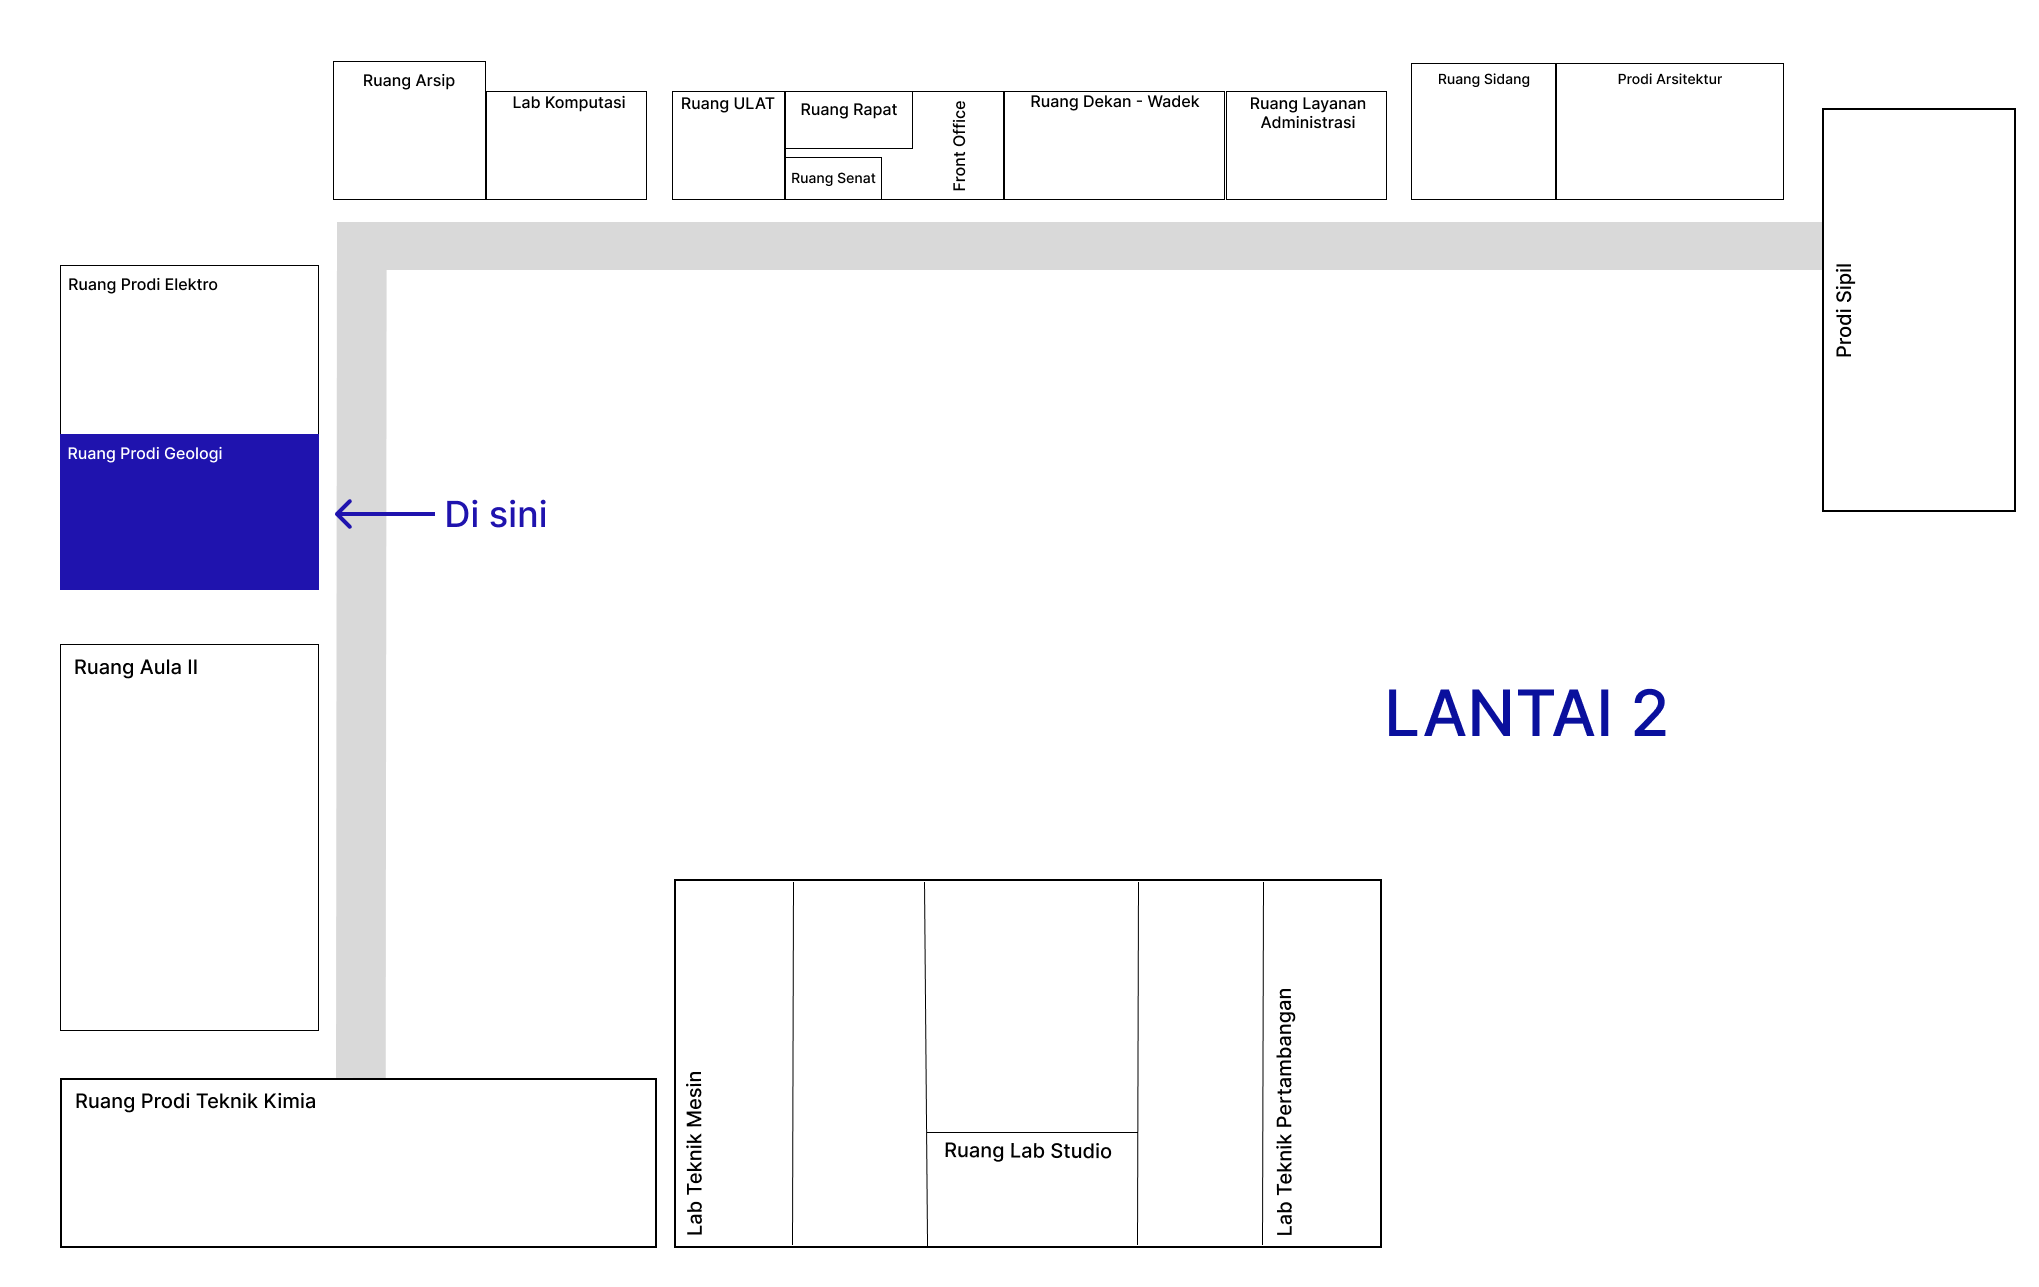 Ruang Arsip
Lab Komputasi
Ruang ULAT
Ruang Rapat
Ruang Senat
Front Office
Ruang Dekan - Wadek
Ruang Layanan
Administrasi
Ruang Sidang
Prodi Arsitektur
Prodi Sipil
Ruang Prodi Elektro
Ruang Prodi Geologi
Di sini
Ruang Aula II
LANTAI 2
Ruang Prodi Teknik Kimia
Lab Teknik Mesin
Ruang Lab Studio
Lab Teknik Pertambangan